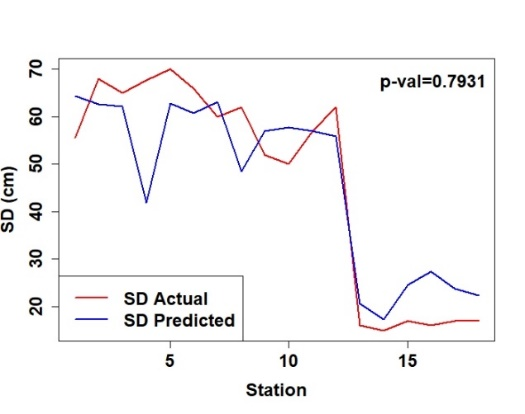 p-val=0.7931
70
60
50
40
30
20
SD (cm)
SD Actual
SD Predicted
5 10 15
Station